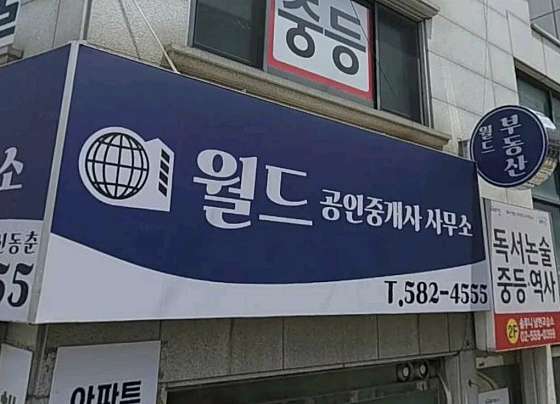 중등
월드 공인중개사 사무소
T.582-4555
부동산
월드
독서논술
중등·역사
2F
소
55
아파트